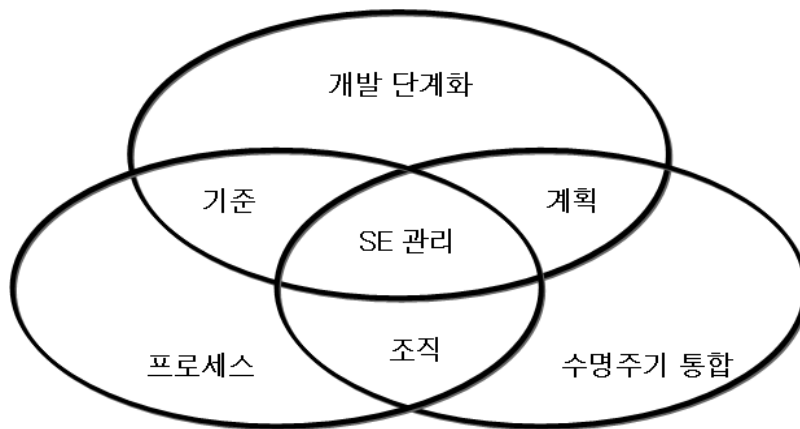 개발 단계화
기준
계획
SE 관리
조직
프로세스
수명주기 통합